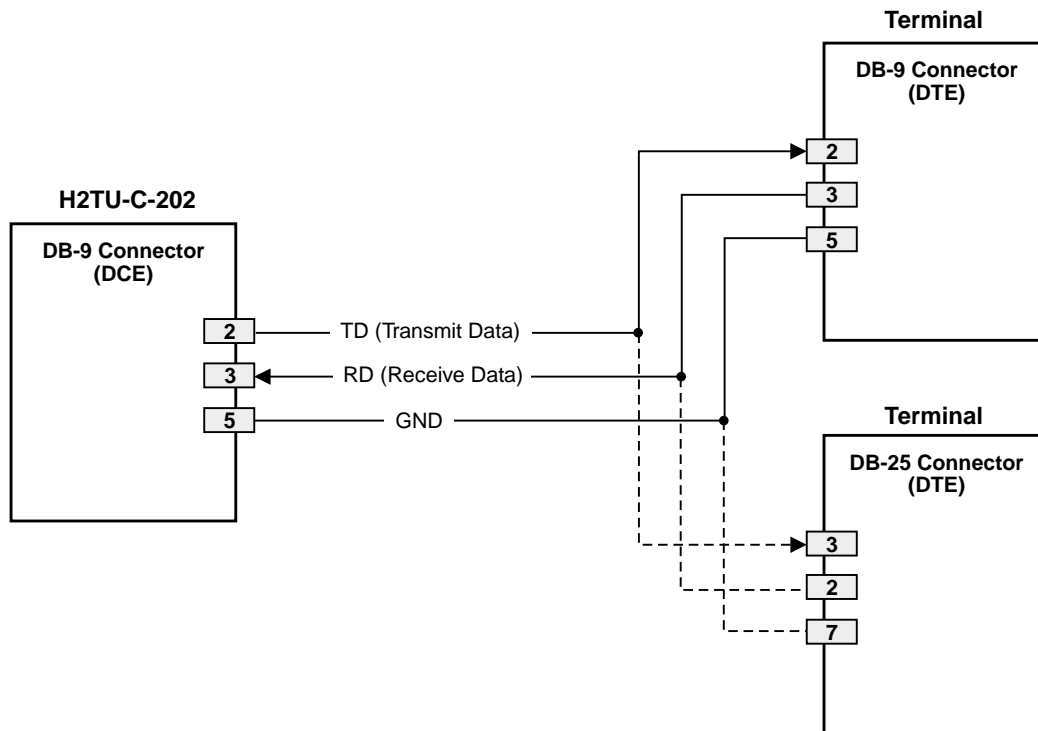 Terminal
DB-9 Connector
(DTE)
2
3
5
H2TU-C-202
DB-9 Connector
(DCE)
2
TD (Transmit Data)
3
RD (Receive Data)
5
GND
Terminal
DB-25 Connector
(DTE)
3
2
7